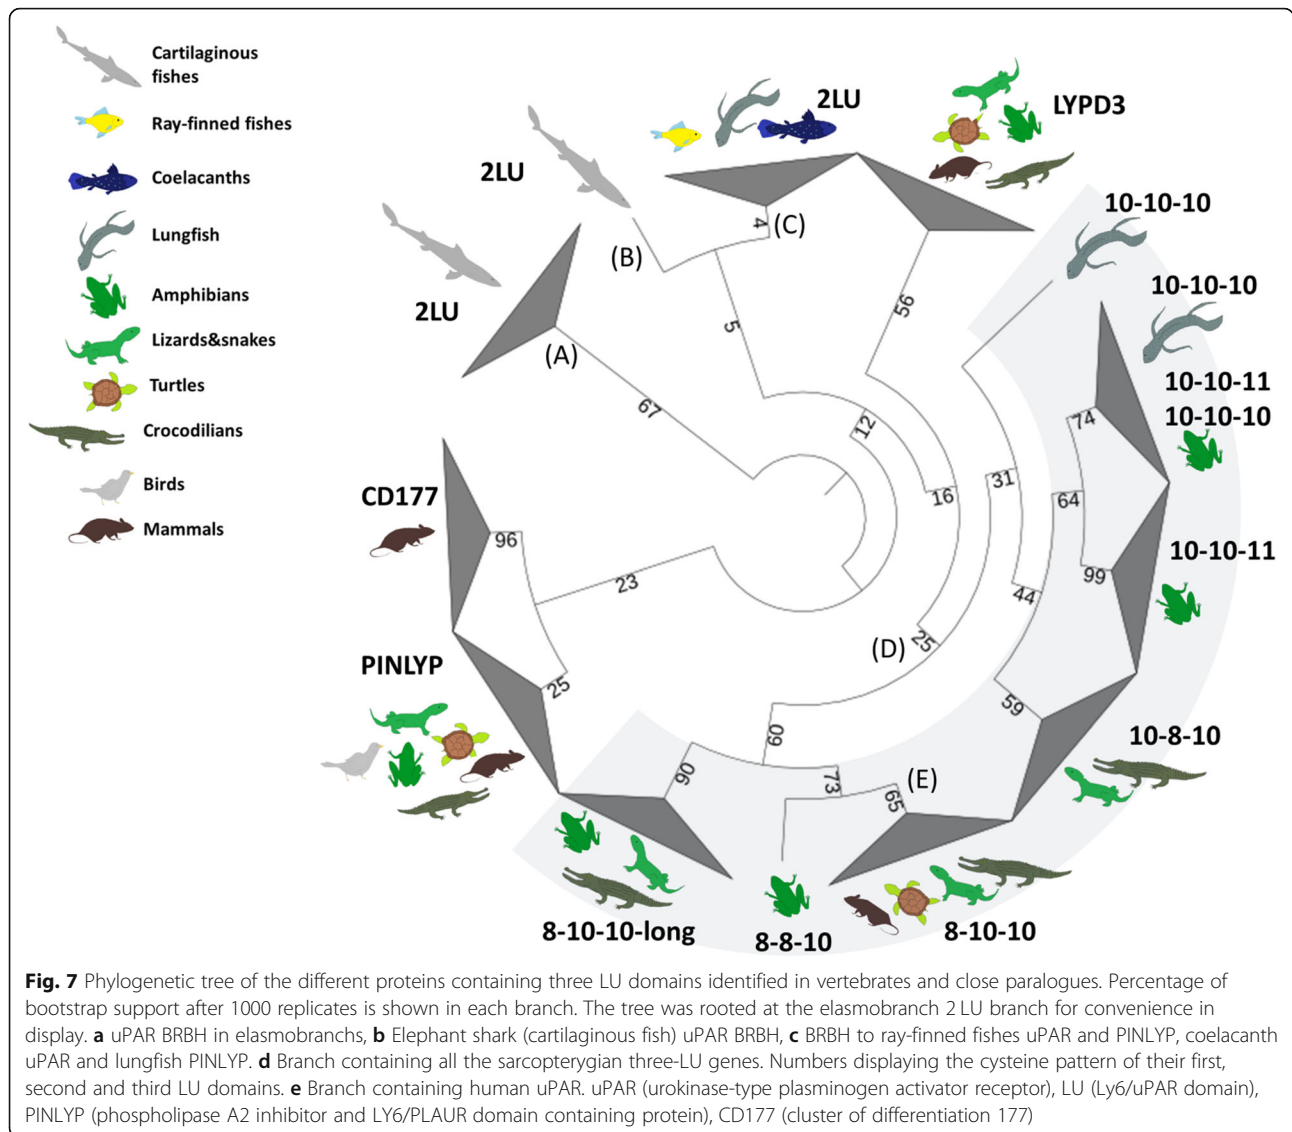 Cartilaginous
fishes
Ray-finned fishes
Coelacanths
Lungfish
Amphibians
Lizards&snakes
Turtles
Crocodilians
Birds
Mammals
2LU
LYPD3
2LU
10-10-10
4
(C)
(B)
10-10-10
2LU
56
5
(A)
10-10-11
67
10-10-10
74
12
31
CD177
16
64
96
10-10-11
99
23
44
(D)
25
PINLYP
25
59
10-8-10
60
90
73
(E)
65
8-10-10-long
8-8-10
8-10-10
Fig. 7 Phylogenetic tree of the different proteins containing three LU domains identified in vertebrates and close paralogues. Percentage of
bootstrap support after 1000 replicates is shown in each branch. The tree was rooted at the elasmobranch 2 LU branch for convenience in
display. a uPAR BRBH in elasmobranchs, b Elephant shark (cartilaginous fish) uPAR BRBH, c BRBH to ray-finned fishes uPAR and PINLYP, coelacanth
uPAR and lungfish PINLYP. d Branch containing all the sarcopterygian three-LU genes. Numbers displaying the cysteine pattern of their first,
second and third LU domains. e Branch containing human uPAR. uPAR (urokinase-type plasminogen activator receptor), LU (Ly6/uPAR domain),
PINLYP (phospholipase A2 inhibitor and LY6/PLAUR domain containing protein), CD177 (cluster of differentiation 177)